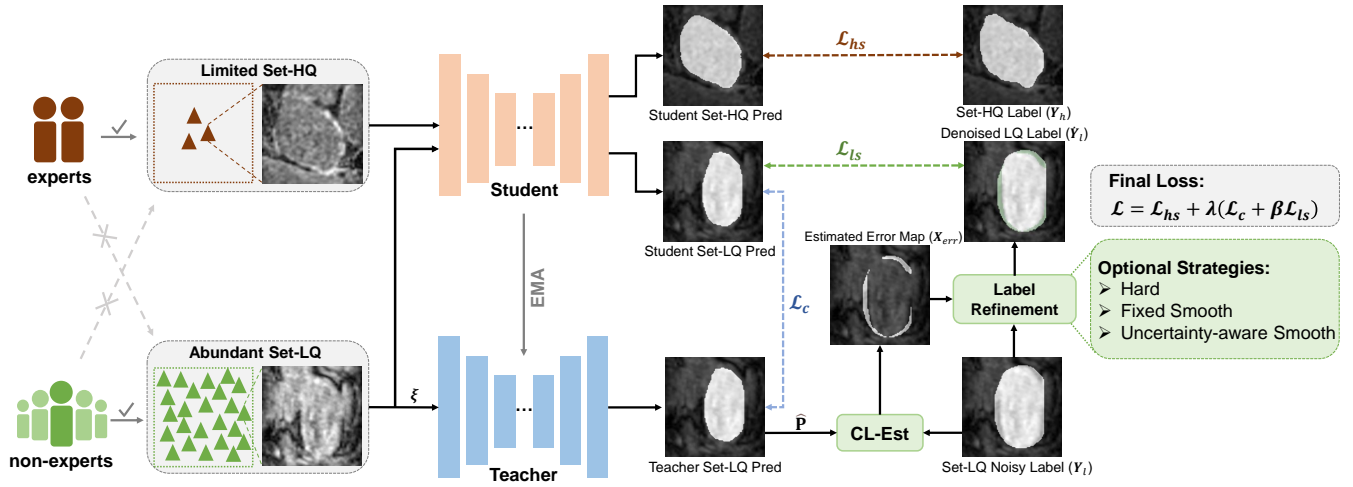 Limited Set-HQ
experts
...
Student
Student Set-HQ Pred
ℒ_hs
Set-HQ Label (Y_h)
Denoised LQ Label (Ẏ_l)
ℒ_ls
Student Set-LQ Pred
Final Loss:
ℒ = ℒ_hs + λ(ℒ_c + βℒ_ls)
Estimated Error Map (X_err)
EMA
ℒ_c
Label
Refinement
Optional Strategies:
➢ Hard
➢ Fixed Smooth
➢ Uncertainty-aware Smooth
Abundant Set-LQ
non-experts
ξ
...
Teacher
Teacher Set-LQ Pred
P̂
CL-Est
Set-LQ Noisy Label (Y_l)